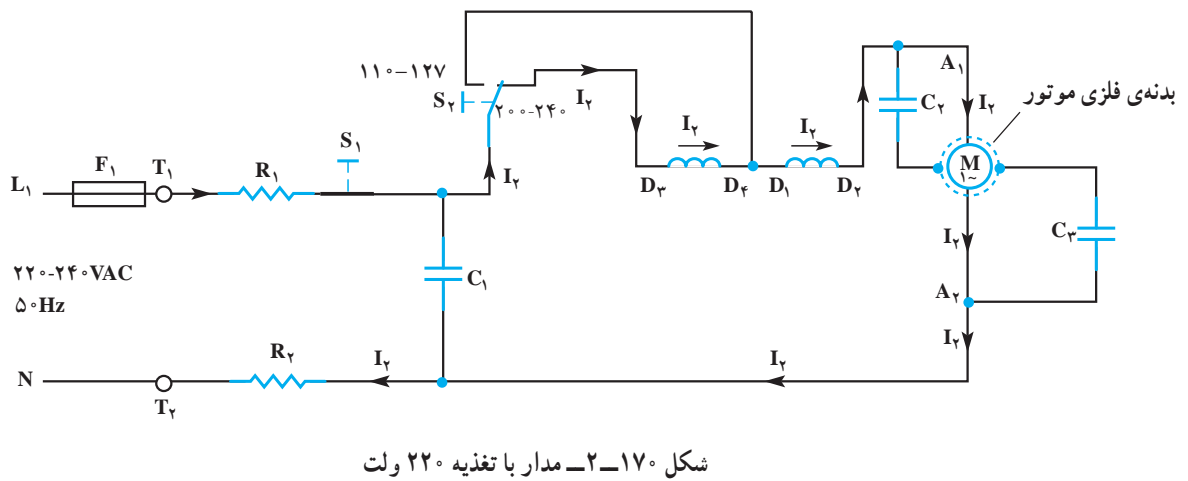 ۱۱۰–۱۲۷
S۲
۲۰۰-۲۴۰
I۲
A۱
بدنه‌ی فلزی موتور
C۲
I۲
I۲
I۲
S۱
F۱
T۱
R۱
L۱
I۲
D۳
D۴
D۱
D۲
M
۱~
C۳
I۲
۲۲۰-۲۴۰VAC
۵۰Hz
C۱
A۲
I۲
N
R۲
I۲
I۲
T۲
شکل ۱۷۰ــ۲ــ مدار با تغذیه ۲۲۰ ولت